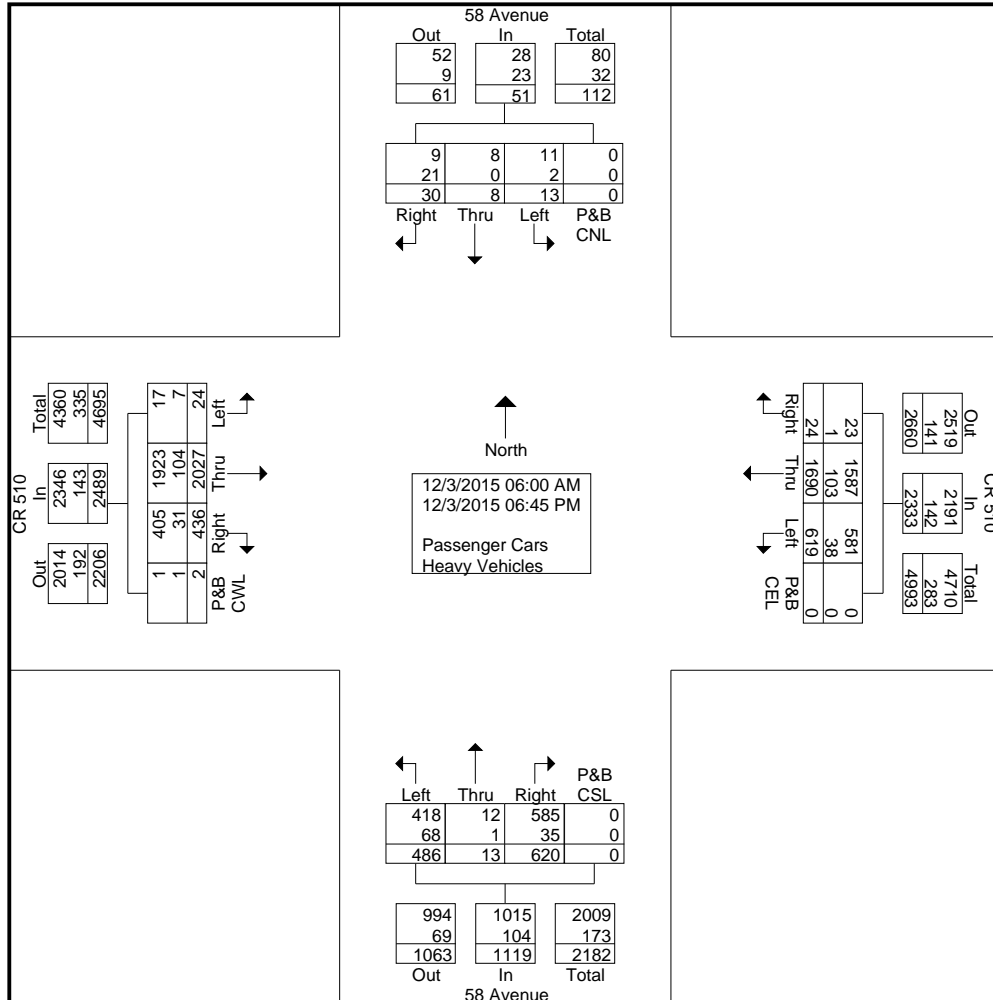 58 Avenue
Out In Total
52 28 80
9 23 32
61 51 112
9 8 11 0
21 0 2 0
30 8 13 0
Right Thru Left P&B
CNL
CR 510
Total In Out
4360 2346 2014
335 143 192
4695 2489 2206
17 1923 405 1
7 104 31 1
24 2027 436 2
Left Thru Right P&B
CWL
North
12/3/2015 06:00 AM
12/3/2015 06:45 PM
Passenger Cars
Heavy Vehicles
CR 510
Out In Total
2519 2191 4710
141 142 283
2660 2333 4993
23 1587 581 0
1 103 38 0
24 1690 619 0
Right Thru Left P&B
CEL
P&B
Left Thru Right CSL
418 12 585 0
68 1 35 0
486 13 620 0
994 1015 2009
69 104 173
1063 1119 2182
Out In Total
58 Avenue